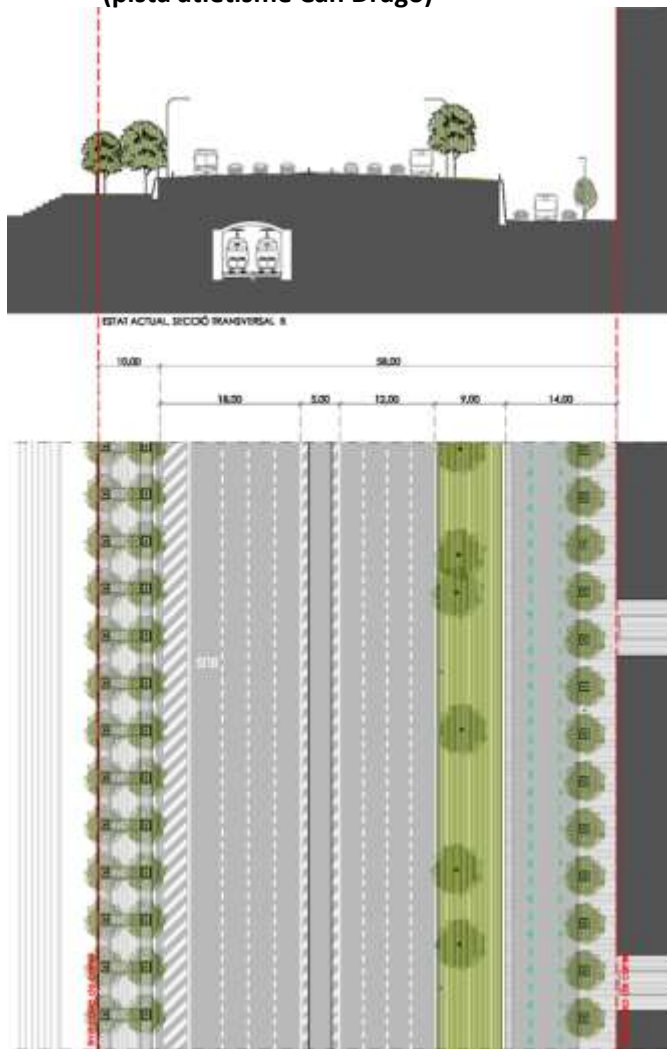 (pista atletisme Can Dragó)
ESTAT ACTUAL. SECCIÓ TRANSVERSAL B
10,00
58,00
18,00
5,00
12,00
9,00
14,00
BUS